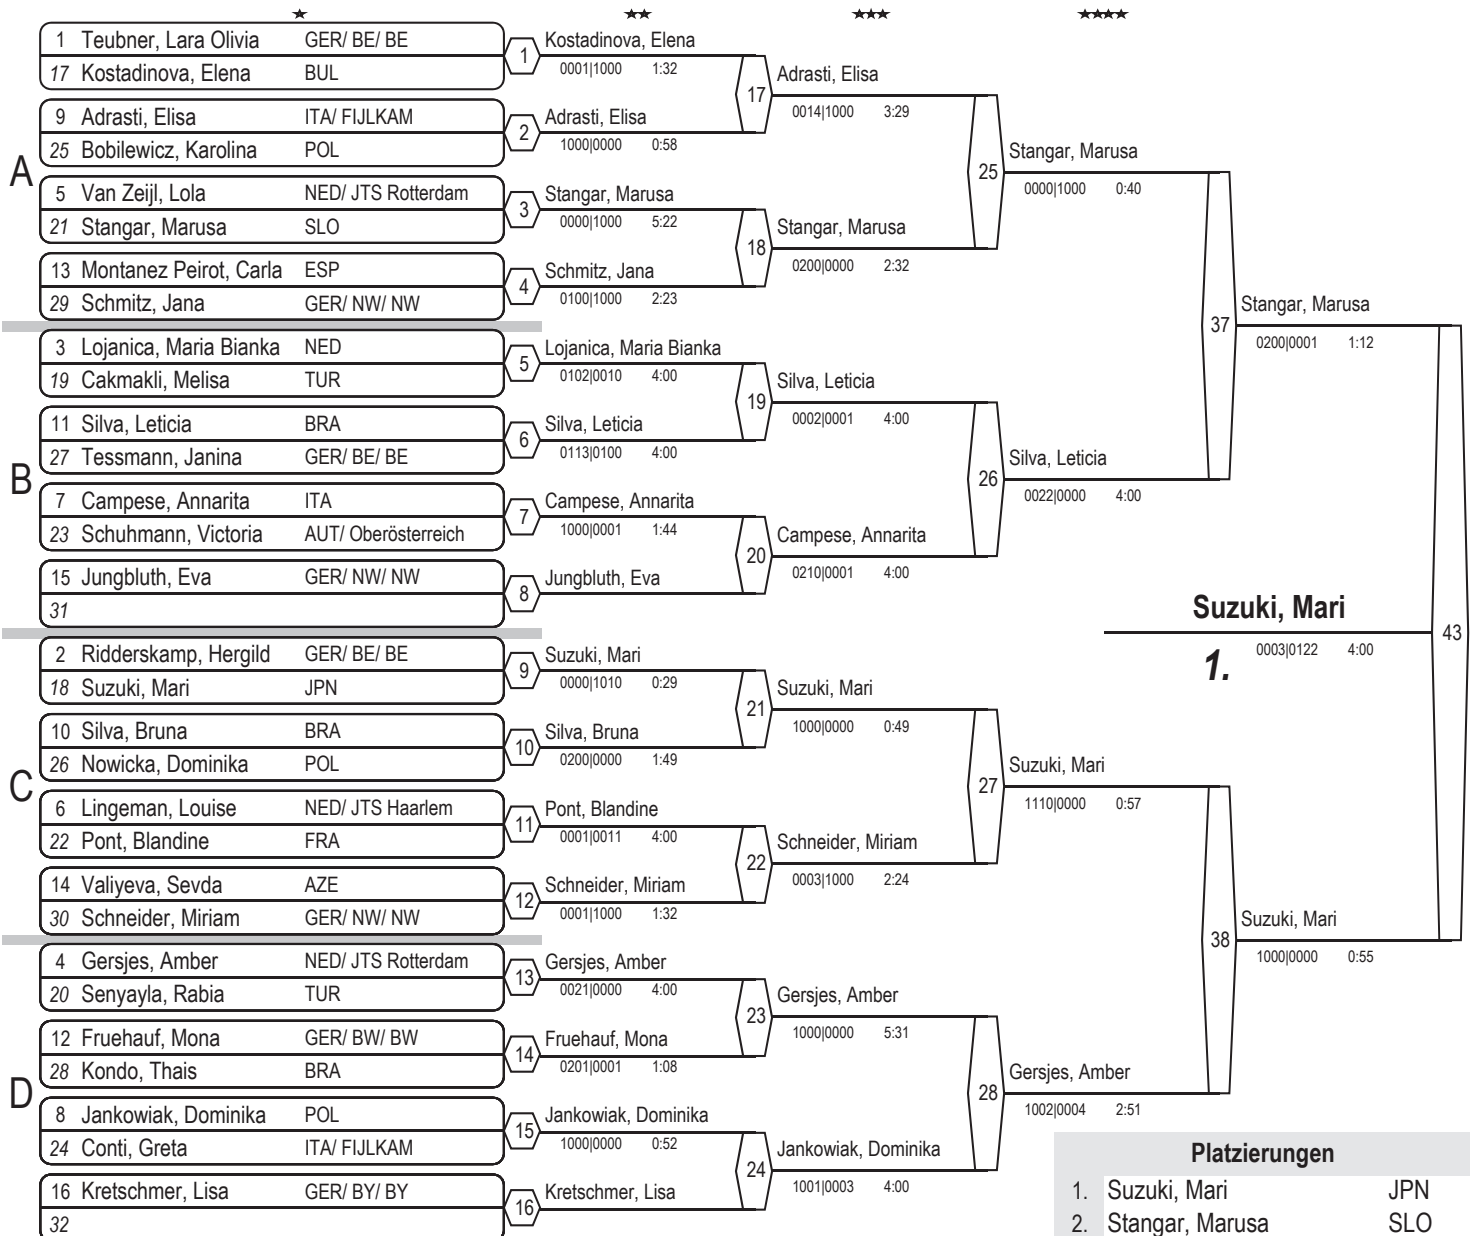 ★ ★★ ★★★ ★★★★
A
1 Teubner, Lara Olivia GER/ BE/ BE
17 Kostadinova, Elena BUL
9 Adrasti, Elisa ITA/ FIJLKAM
25 Bobilewicz, Karolina POL
5 Van Zeijl, Lola NED/ JTS Rotterdam
21 Stangar, Marusa SLO
13 Montanez Peirot, Carla ESP
29 Schmitz, Jana GER/ NW/ NW
B
3 Lojanica, Maria Bianka NED
19 Cakmakli, Melisa TUR
11 Silva, Leticia BRA
27 Tessmann, Janina GER/ BE/ BE
7 Campese, Annarita ITA
23 Schuhmann, Victoria AUT/ Oberösterreich
15 Jungbluth, Eva GER/ NW/ NW
31
C
2 Ridderskamp, Hergild GER/ BE/ BE
18 Suzuki, Mari JPN
10 Silva, Bruna BRA
26 Nowicka, Dominika POL
6 Lingeman, Louise NED/ JTS Haarlem
22 Pont, Blandine FRA
14 Valiyeva, Sevda AZE
30 Schneider, Miriam GER/ NW/ NW
D
4 Gersjes, Amber NED/ JTS Rotterdam
20 Senyayla, Rabia TUR
12 Fruehauf, Mona GER/ BW/ BW
28 Kondo, Thais BRA
8 Jankowiak, Dominika POL
24 Conti, Greta ITA/ FIJLKAM
16 Kretschmer, Lisa GER/ BY/ BY
32
1 Kostadinova, Elena
0001|1000 1:32
2 Adrasti, Elisa
1000|0000 0:58
3 Stangar, Marusa
0000|1000 5:22
4 Schmitz, Jana
0100|1000 2:23
5 Lojanica, Maria Bianka
0102|0010 4:00
6 Silva, Leticia
0113|0100 4:00
7 Campese, Annarita
1000|0001 1:44
8 Jungbluth, Eva
9 Suzuki, Mari
0000|1010 0:29
10 Silva, Bruna
0200|0000 1:49
11 Pont, Blandine
0001|0011 4:00
12 Schneider, Miriam
0001|1000 1:32
13 Gersjes, Amber
0021|0000 4:00
14 Fruehauf, Mona
0201|0001 1:08
15 Jankowiak, Dominika
1000|0000 0:52
16 Kretschmer, Lisa
17 Adrasti, Elisa
0014|1000 3:29
18 Stangar, Marusa
0200|0000 2:32
19 Silva, Leticia
0002|0001 4:00
20 Campese, Annarita
0210|0001 4:00
21 Suzuki, Mari
1000|0000 0:49
22 Schneider, Miriam
0003|1000 2:24
23 Gersjes, Amber
1000|0000 5:31
24 Jankowiak, Dominika
1001|0003 4:00
25 Stangar, Marusa
0000|1000 0:40
26 Silva, Leticia
0022|0000 4:00
27 Suzuki, Mari
1110|0000 0:57
28 Gersjes, Amber
1002|0004 2:51
37 Stangar, Marusa
0200|0001 1:12
38 Suzuki, Mari
1000|0000 0:55
43 Suzuki, Mari
1. 0003|0122 4:00
Platzierungen
1. Suzuki, Mari JPN
2. Stangar, Marusa SLO